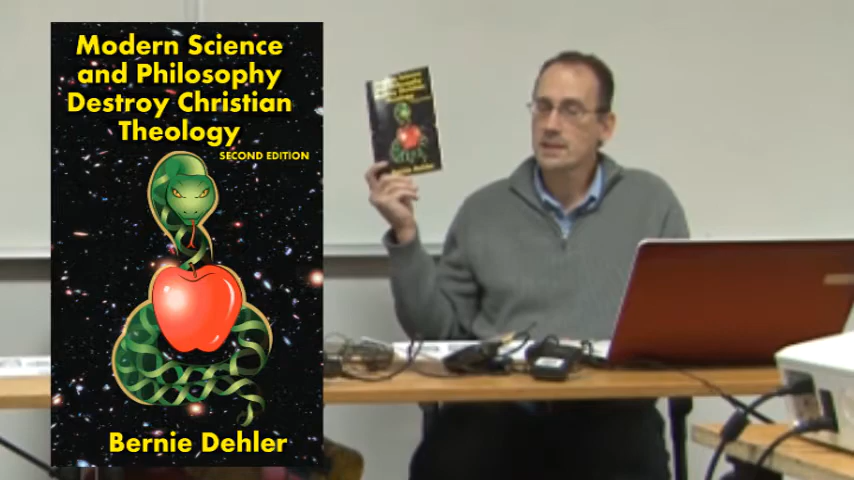 Modern Science
and Philosophy
Destroy Christian
Theology
SECOND EDITION
Bernie Dehler